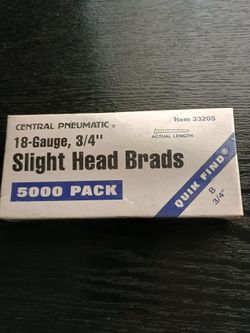 Item 33205
CENTRAL PNEUMATIC®
ACTUAL LENGTH
18-Gauge, 3/4"
Slight Head Brads
5000 PACK
QUIK FIND®
B
3/4"